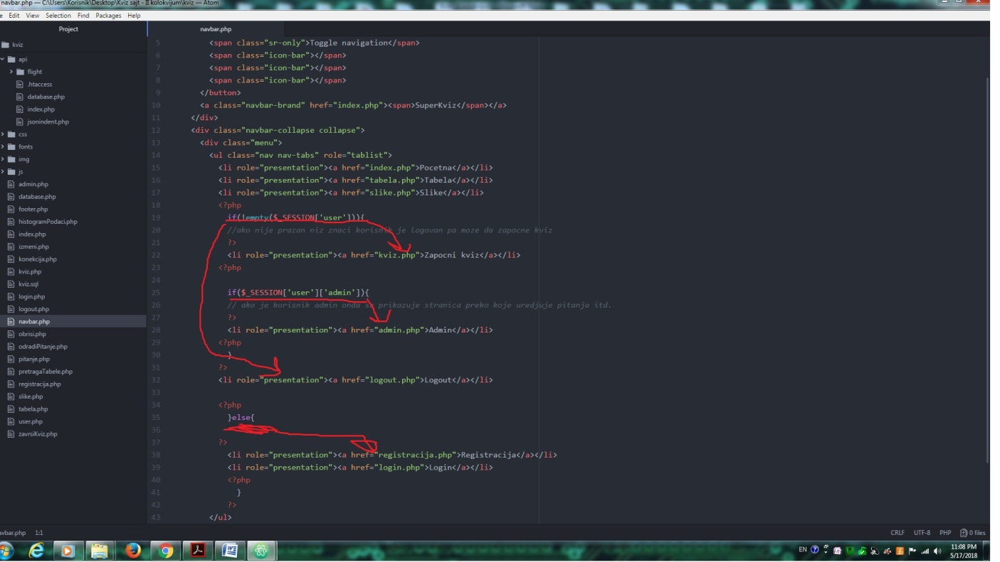 navbar.php — C:\Users\Korisnik\Desktop\Kviz sajt - II kolokvijum\kviz — Atom
Edit View Selection Find Packages Help
Project
kviz
api
flight
.htaccess
database.php
index.php
jsonindent.php
css
fonts
img
js
admin.php
database.php
footer.php
histogramPodaci.php
index.php
izmeni.php
konekcija.php
kviz.php
kviz.sql
login.php
logout.php
navbar.php
obrisi.php
odradiPitanje.php
pitanje.php
pretragaTabele.php
registracija.php
slike.php
tabela.php
user.php
zavrsiKviz.php
navbar.php
5 <span class="sr-only">Toggle navigation</span>
6 <span class="icon-bar"></span>
7 <span class="icon-bar"></span>
8 <span class="icon-bar"></span>
9 </button>
10 <a class="navbar-brand" href="index.php"><span>SuperKviz</span></a>
11 </div>
12 <div class="navbar-collapse collapse">
13 <div class="menu">
14 <ul class="nav nav-tabs" role="tablist">
15 <li role="presentation"><a href="index.php">Pocetna</a></li>
16 <li role="presentation"><a href="tabela.php">Tabela</a></li>
17 <li role="presentation"><a href="slike.php">Slike</a></li>
18 <?php
19 if(!empty($_SESSION['user'])){
20 //ako nije prazan niz znaci korisnik je logovan pa moze da zapocne kviz
21 ?>
22 <li role="presentation"><a href="kviz.php">Zapocni kviz</a></li>
23 <?php
24
25 if($_SESSION['user']['admin']){
26 // ako je korisnik admin onda se prikazuje stranica preko koje uredjuje pitanja itd.
27 ?>
28 <li role="presentation"><a href="admin.php">Admin</a></li>
29 <?php
30 }
31 ?>
32 <li role="presentation"><a href="logout.php">Logout</a></li>
33
34 <?php
35 }else{
36
37 ?>
38 <li role="presentation"><a href="registracija.php">Registracija</a></li>
39 <li role="presentation"><a href="login.php">Login</a></li>
40 <?php
41 }
42 ?>
43 </ul>
navbar.php 1:1
CRLF UTF-8 PHP 0 files
EN
11:08 PM
5/17/2018